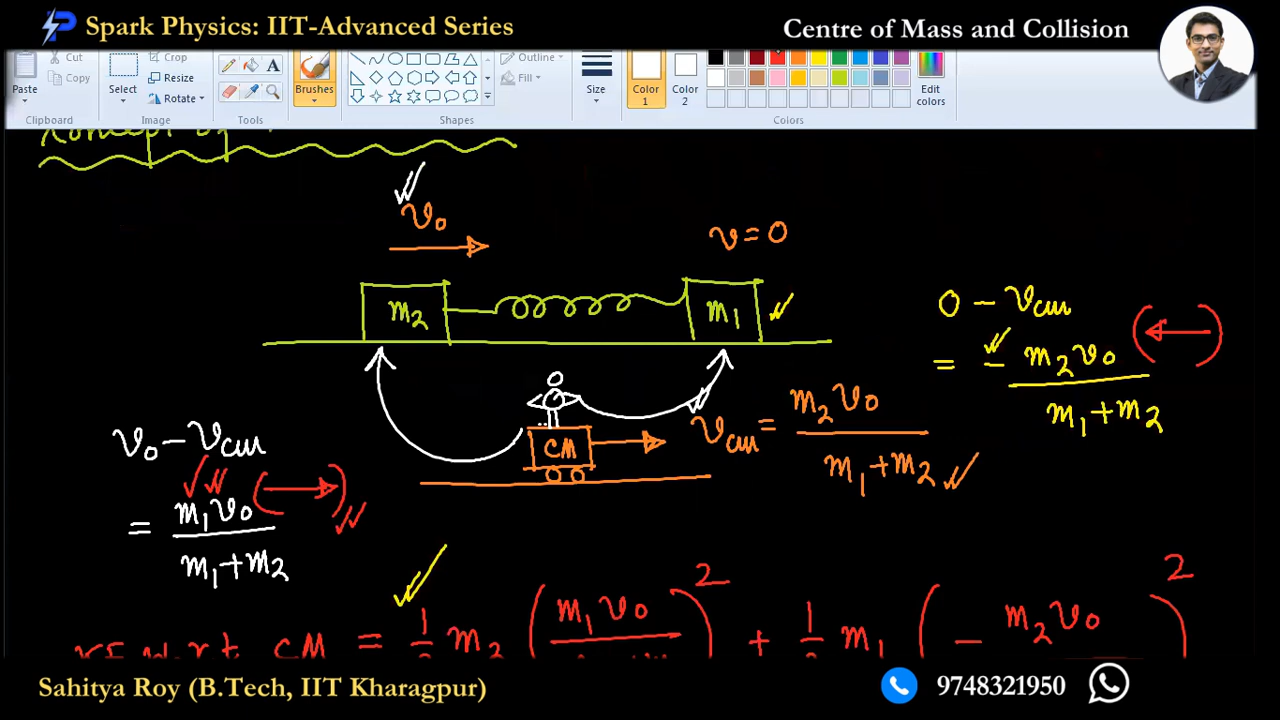 Spark Physics: IIT-Advanced Series
Centre of Mass and Collision
Cut
Copy
Paste
Crop
Resize
Rotate
Select
A
Brushes
Outline
Fill
Size
Color 1
Color 2
Edit colors
Clipboard
Image
Tools
Shapes
Colors
Concept of
v₀
v = 0
m₂
m₁
0 − v_cm
= − m₂v₀ / (m₁+m₂)
CM
v_cm = m₂v₀ / (m₁+m₂)
v₀ − v_cm
= m₁v₀ / (m₁+m₂)
KE w.r.t. CM = ½ m₂ ( m₁v₀ )² + ½ m₁ ( − m₂v₀ )²
Sahitya Roy (B.Tech, IIT Kharagpur)
9748321950